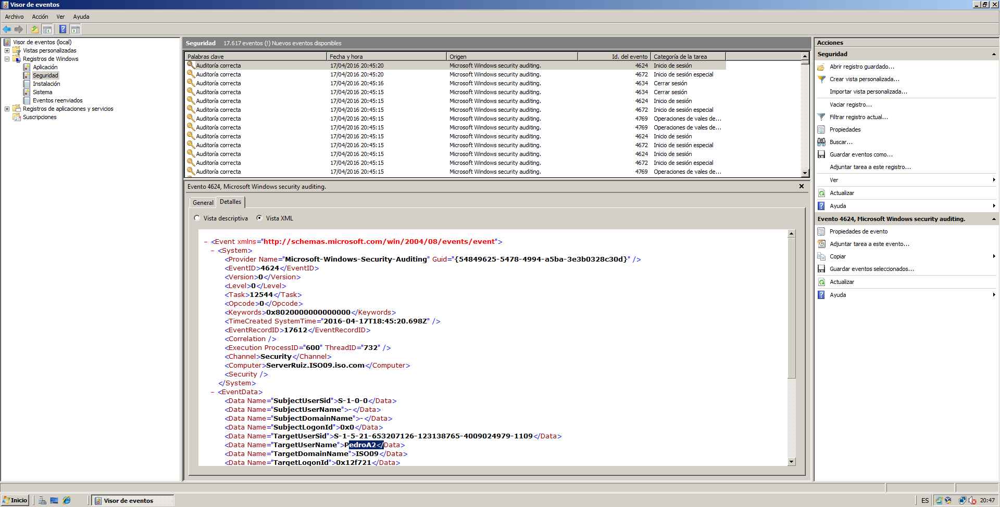 Visor de eventos
Archivo Acción Ver Ayuda
Visor de eventos (local)
Vistas personalizadas
Registros de Windows
Aplicación
Seguridad
Instalación
Sistema
Eventos reenviados
Registros de aplicaciones y servicios
Suscripciones
Seguridad 17.617 eventos (!) Nuevos eventos disponibles
Palabras clave Fecha y hora Origen Id. del evento Categoría de la tarea
Auditoría correcta 17/04/2016 20:45:20 Microsoft Windows security auditing. 4624 Inicio de sesión
Auditoría correcta 17/04/2016 20:45:20 Microsoft Windows security auditing. 4672 Inicio de sesión especial
Auditoría correcta 17/04/2016 20:45:16 Microsoft Windows security auditing. 4634 Cerrar sesión
Auditoría correcta 17/04/2016 20:45:15 Microsoft Windows security auditing. 4634 Cerrar sesión
Auditoría correcta 17/04/2016 20:45:15 Microsoft Windows security auditing. 4624 Inicio de sesión
Auditoría correcta 17/04/2016 20:45:15 Microsoft Windows security auditing. 4672 Inicio de sesión especial
Auditoría correcta 17/04/2016 20:45:15 Microsoft Windows security auditing. 4769 Operaciones de vales de...
Auditoría correcta 17/04/2016 20:45:15 Microsoft Windows security auditing. 4769 Operaciones de vales de...
Auditoría correcta 17/04/2016 20:45:15 Microsoft Windows security auditing. 4624 Inicio de sesión
Auditoría correcta 17/04/2016 20:45:15 Microsoft Windows security auditing. 4672 Inicio de sesión especial
Auditoría correcta 17/04/2016 20:45:15 Microsoft Windows security auditing. 4624 Inicio de sesión
Auditoría correcta 17/04/2016 20:45:15 Microsoft Windows security auditing. 4672 Inicio de sesión especial
Auditoría correcta 17/04/2016 20:45:15 Microsoft Windows security auditing. 4769 Operaciones de vales de...
Evento 4624, Microsoft Windows security auditing.
General Detalles
Vista descriptiva Vista XML
- <Event xmlns="http://schemas.microsoft.com/win/2004/08/events/event">
- <System>
<Provider Name="Microsoft-Windows-Security-Auditing" Guid="{54849625-5478-4994-a5ba-3e3b0328c30d}" />
<EventID>4624</EventID>
<Version>0</Version>
<Level>0</Level>
<Task>12544</Task>
<Opcode>0</Opcode>
<Keywords>0x8020000000000000</Keywords>
<TimeCreated SystemTime="2016-04-17T18:45:20.698Z" />
<EventRecordID>17612</EventRecordID>
<Correlation />
<Execution ProcessID="600" ThreadID="732" />
<Channel>Security</Channel>
<Computer>ServerRuiz.ISO09.iso.com</Computer>
<Security />
</System>
- <EventData>
<Data Name="SubjectUserSid">S-1-0-0</Data>
<Data Name="SubjectUserName">-</Data>
<Data Name="SubjectDomainName">-</Data>
<Data Name="SubjectLogonId">0x0</Data>
<Data Name="TargetUserSid">S-1-5-21-653207126-123138765-4009024979-1109</Data>
<Data Name="TargetUserName">PedroA2</Data>
<Data Name="TargetDomainName">ISO09</Data>
<Data Name="TargetLogonId">0x12f721</Data>
Acciones
Seguridad
Abrir registro guardado...
Crear vista personalizada...
Importar vista personalizada...
Vaciar registro...
Filtrar registro actual...
Propiedades
Buscar...
Guardar eventos como...
Adjuntar tarea a este registro...
Ver
Actualizar
Ayuda
Evento 4624, Microsoft Windows security auditing.
Propiedades de evento
Adjuntar tarea a este evento...
Copiar
Guardar eventos seleccionados...
Actualizar
Ayuda
Inicio Visor de eventos ES 20:47